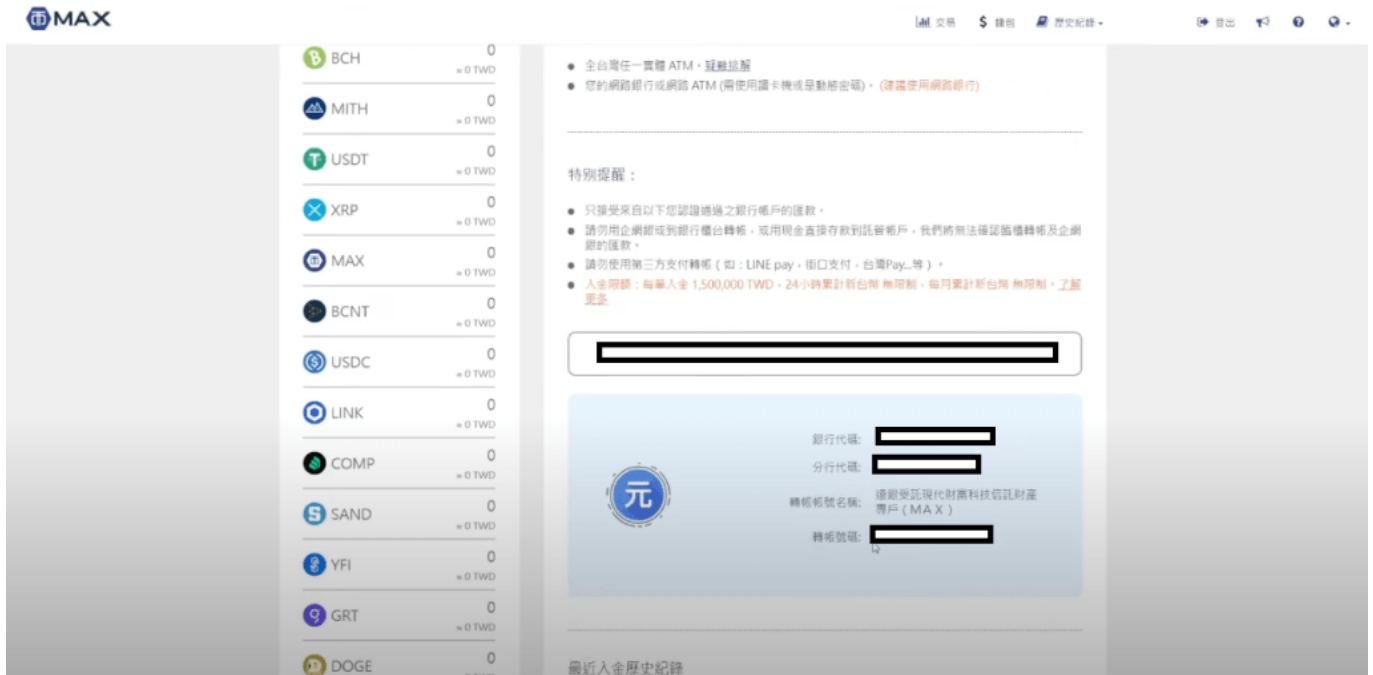 MAX
交易
錢包
歷史紀錄
登出
BCH
0
≈ 0 TWD
MITH
0
≈ 0 TWD
USDT
0
≈ 0 TWD
XRP
0
≈ 0 TWD
MAX
0
≈ 0 TWD
BCNT
0
≈ 0 TWD
USDC
0
≈ 0 TWD
LINK
0
≈ 0 TWD
COMP
0
≈ 0 TWD
SAND
0
≈ 0 TWD
YFI
0
≈ 0 TWD
GRT
0
≈ 0 TWD
DOGE
0
全台灣任一實體 ATM。疑難排解
您的網路銀行或網路 ATM (需使用讀卡機或是動態密碼)。 (建議使用網路銀行)
特別提醒：
只接受來自以下您認證通過之銀行帳戶的匯款。
請勿用企網銀或到銀行櫃台轉帳，或用現金直接存款到託管帳戶，我們將無法確認臨櫃轉帳及企網
銀的匯款。
請勿使用第三方支付轉帳 ( 如：LINE pay，街口支付，台灣Pay...等 ) 。
入金限額：每筆入金 1,500,000 TWD，24小時累計新台幣 無限制，每月累計新台幣 無限制。了解
更多
元
銀行代碼:
分行代碼:
轉帳帳號名稱:
遠銀受託現代財富科技信託財產
專戶 ( M A X )
轉帳號碼:
最近入金歷史紀錄